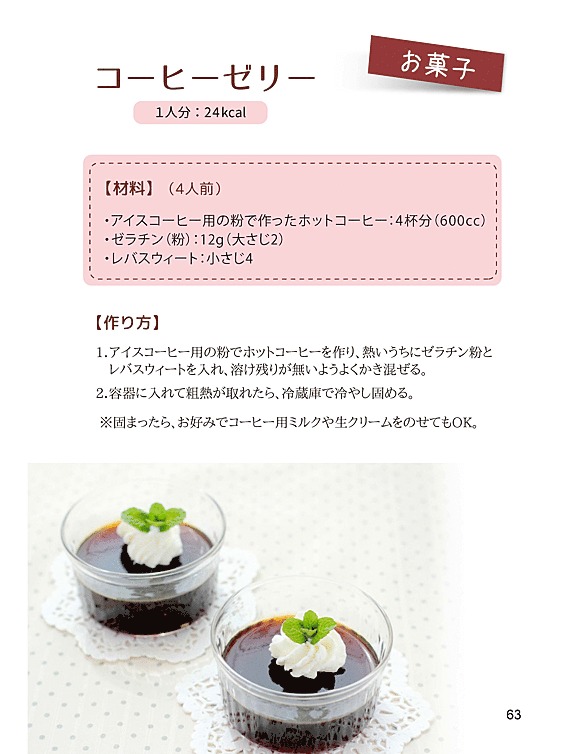 お菓子
コーヒーゼリー
1人分：24kcal
【材料】（4人前）
・アイスコーヒー用の粉で作ったホットコーヒー：4杯分（600cc）
・ゼラチン（粉）：12g（大さじ2）
・レバスウィート：小さじ4
【作り方】
1.アイスコーヒー用の粉でホットコーヒーを作り、熱いうちにゼラチン粉と
レバスウィートを入れ、溶け残りが無いようよくかき混ぜる。
2.容器に入れて粗熱が取れたら、冷蔵庫で冷やし固める。
※固まったら、お好みでコーヒー用ミルクや生クリームをのせてもOK。
63